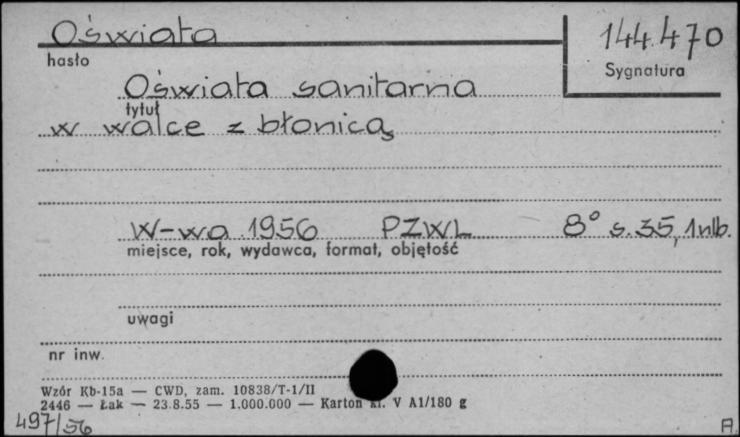 Oświata
144.470
hasło
Sygnatura
Oświata sanitarna
tytuł
w walce z błonicą
W-wa 1956 PZWL 8° s. 35, 1 nlb.
miejsce, rok, wydawca, format, objętość
uwagi
nr inw.
Wzór Kb-15a — CWD, zam. 10838/T-1/II
2446 — Łak — 23.8.55 — 1.000.000 — Karton kl. V A1/180 g
497/56
A.